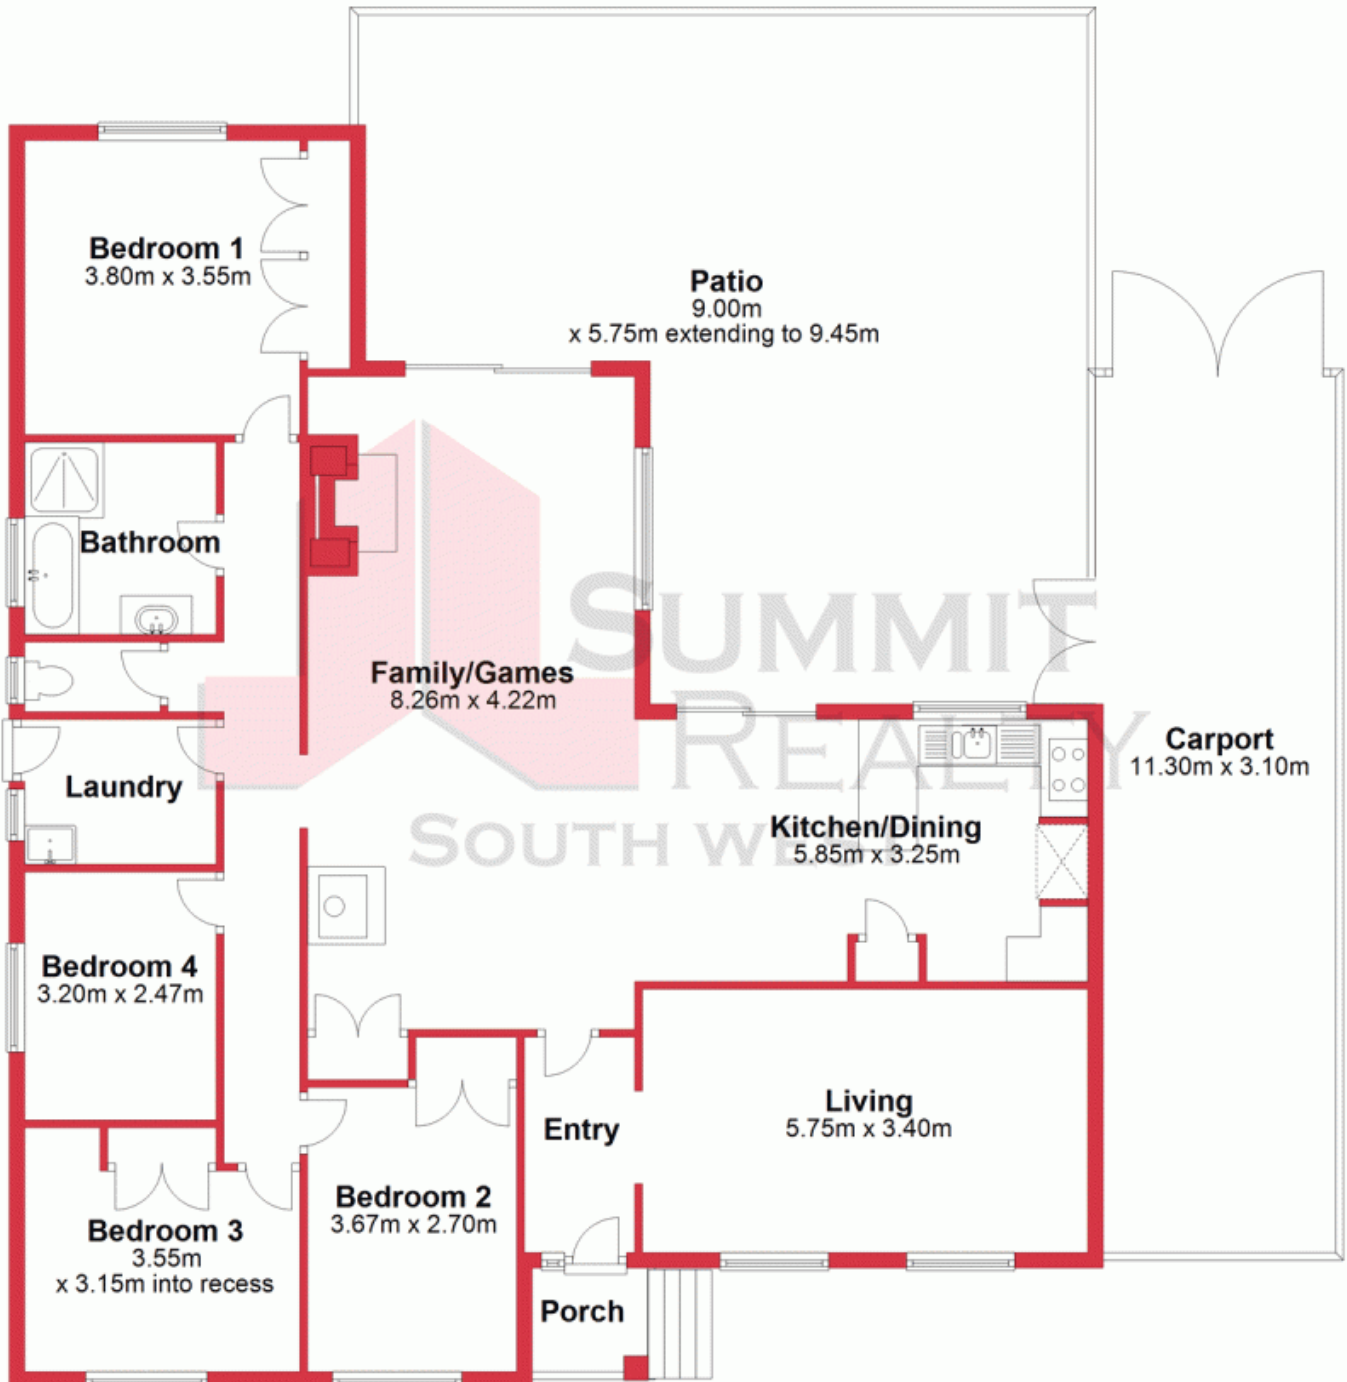 Patio
9.00m
x 5.75m extending to 9.45m
Bedroom 1
3.80m x 3.55m
Bathroom
Family/Games
8.26m x 4.22m
SUMMIT
REALTY
SOUTH WEST
Carport
11.30m x 3.10m
Laundry
Kitchen/Dining
5.85m x 3.25m
Bedroom 4
3.20m x 2.47m
Living
5.75m x 3.40m
Entry
Bedroom 2
3.67m x 2.70m
Bedroom 3
3.55m
x 3.15m into recess
Porch